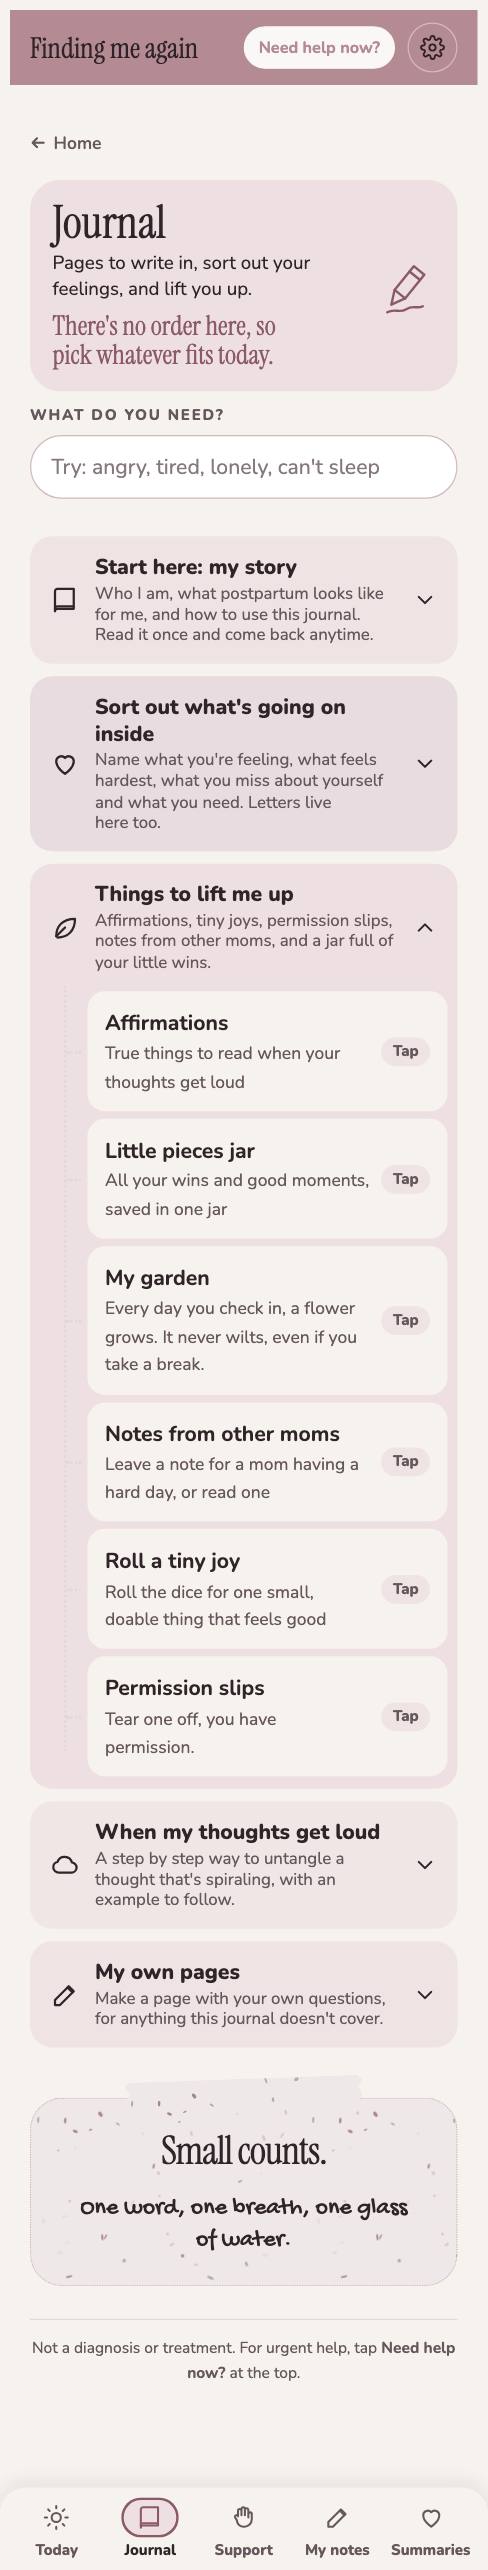 Finding me again
Need help now?
← Home
Journal
Pages to write in, sort out your
feelings, and lift you up.
There's no order here, so
pick whatever fits today.
WHAT DO YOU NEED?
Try: angry, tired, lonely, can't sleep
Start here: my story
Who I am, what postpartum looks like
for me, and how to use this journal.
Read it once and come back anytime.
Sort out what's going on
inside
Name what you're feeling, what feels
hardest, what you miss about yourself
and what you need. Letters live
here too.
Things to lift me up
Affirmations, tiny joys, permission slips,
notes from other moms, and a jar full of
your little wins.
Affirmations
True things to read when your
thoughts get loud
Tap
Little pieces jar
All your wins and good moments,
saved in one jar
Tap
My garden
Every day you check in, a flower
grows. It never wilts, even if you
take a break.
Tap
Notes from other moms
Leave a note for a mom having a
hard day, or read one
Tap
Roll a tiny joy
Roll the dice for one small,
doable thing that feels good
Tap
Permission slips
Tear one off, you have
permission.
Tap
When my thoughts get loud
A step by step way to untangle a
thought that's spiraling, with an
example to follow.
My own pages
Make a page with your own questions,
for anything this journal doesn't cover.
Small counts.
One word, one breath, one glass
of water.
Not a diagnosis or treatment. For urgent help, tap Need help
now? at the top.
Today
Journal
Support
My notes
Summaries